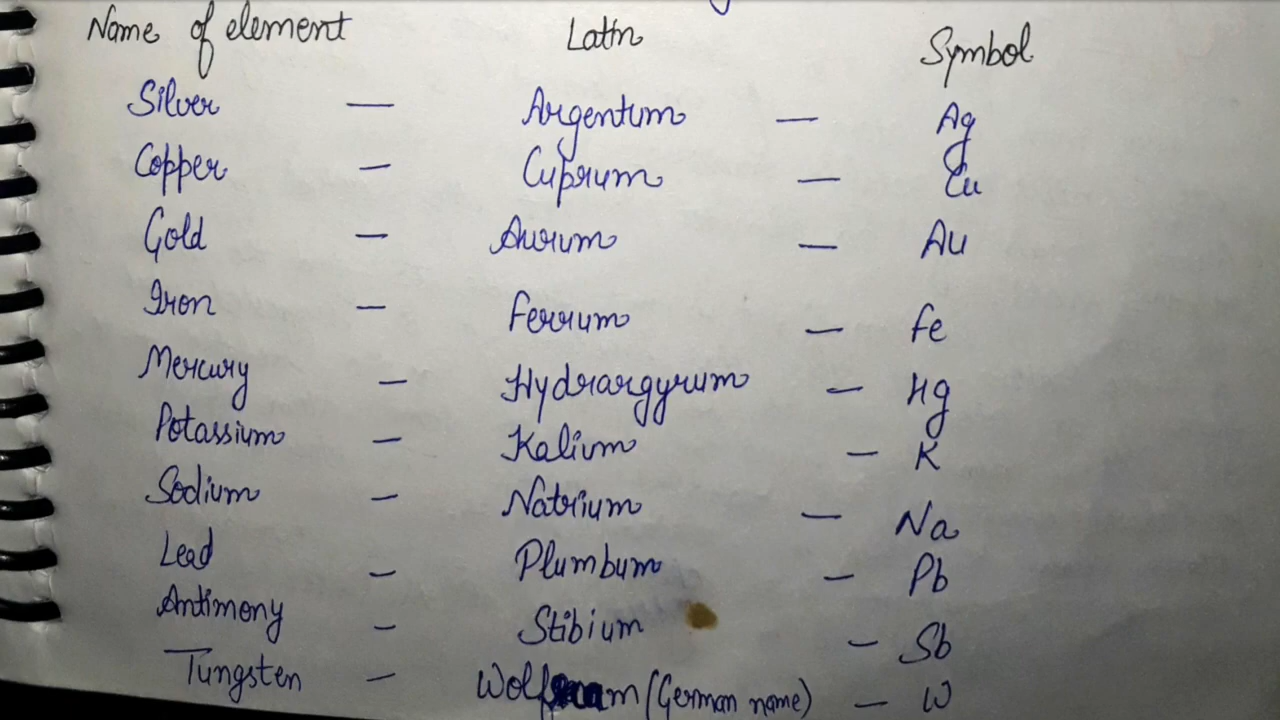 Name of element Latin Symbol
Silver — Argentum — Ag
Copper — Cuprum — Cu
Gold — Aurum — Au
Iron — Ferrum — Fe
Mercury — Hydrargyrum — Hg
Potassium — Kalium — K
Sodium — Natrium — Na
Lead — Plumbum — Pb
Antimony — Stibium — Sb
Tungsten — Wolfram (German name) — W